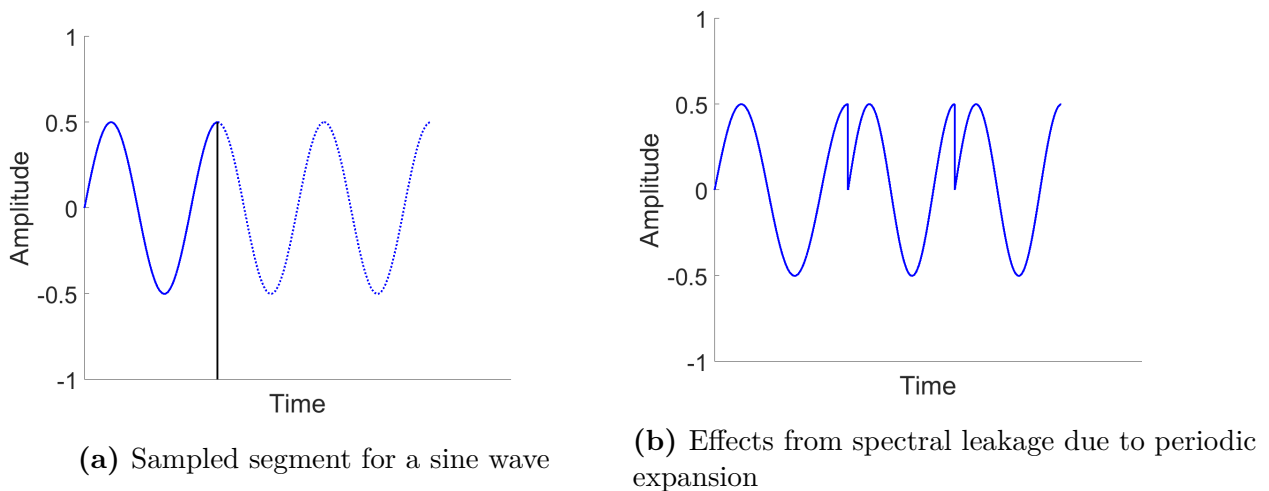 1
0.5
0
-0.5
-1
Amplitude
Time
(a) Sampled segment for a sine wave
1
0.5
0
-0.5
-1
Amplitude
Time
(b) Effects from spectral leakage due to periodic
expansion